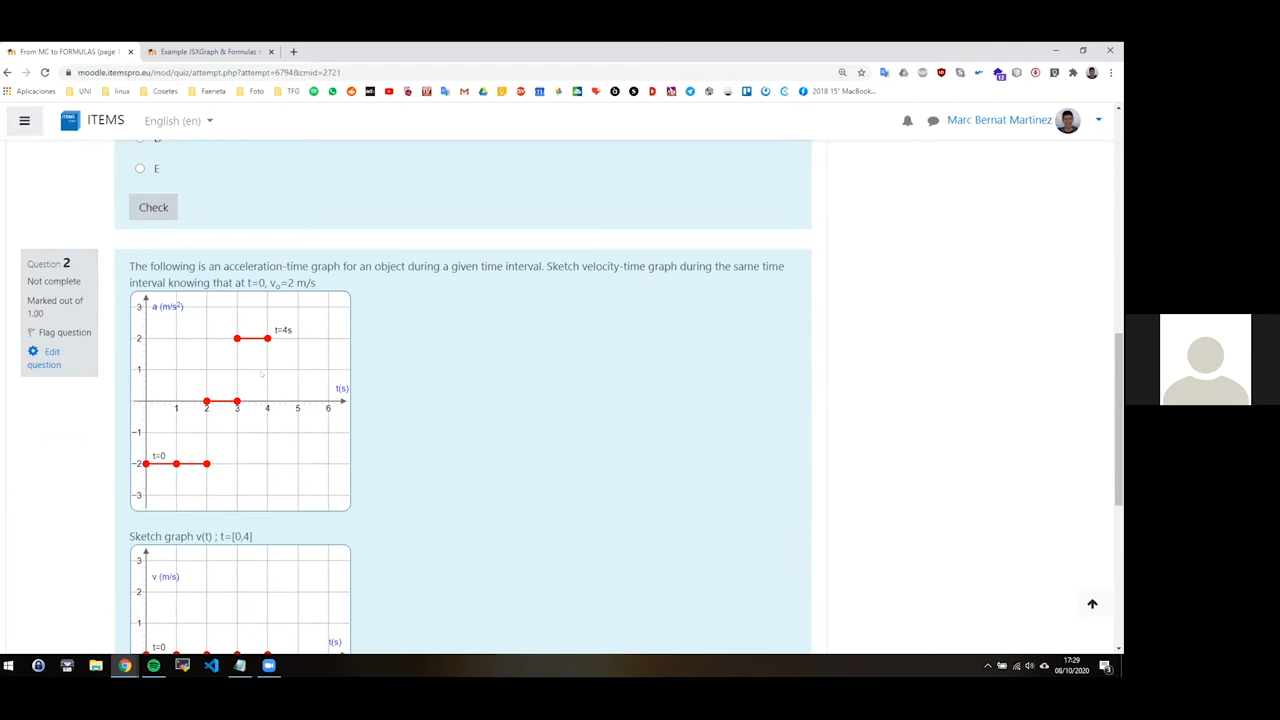 From MC to FORMULAS (page
Example JSXGraph & Formulas
moodle.itemspro.eu/mod/quiz/attempt.php?attempt=6794&cmid=2721
Aplicaciones UNI linux Cosetes Faeneta Foto TFG 2018 15" MacBook...
ITEMS English (en) Marc Bernat Martinez
E
Check
Question 2
Not complete
Marked out of
1.00
Flag question
Edit
question
The following is an acceleration-time graph for an object during a given time interval. Sketch velocity-time graph during the same time
interval knowing that at t=0, vo=2 m/s
3 a (m/s²)
t=4s
2
1
t(s)
1 2 3 4 5 6
-1
t=0
-2
-3
Sketch graph v(t) ; t=[0,4]
3
v (m/s)
2
1
t(s)
t=0
17:29
08/10/2020